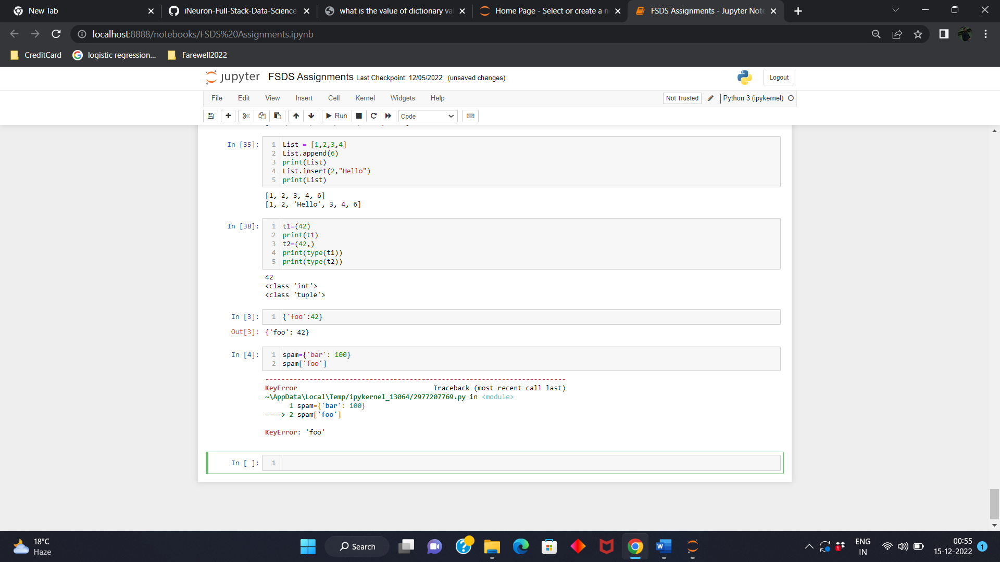 New Tab
iNeuron-Full-Stack-Data-Science
what is the value of dictionary va
Home Page - Select or create a n
FSDS Assignments - Jupyter Note
localhost:8888/notebooks/FSDS%20Assignments.ipynb
CreditCard
logistic regression...
Farewell2022
jupyter FSDS Assignments Last Checkpoint: 12/05/2022 (unsaved changes)
Logout
File Edit View Insert Cell Kernel Widgets Help
Not Trusted
Python 3 (ipykernel)
Run
Code
In [35]:
1 List = [1,2,3,4]
2 List.append(6)
3 print(List)
4 List.insert(2,"Hello")
5 print(List)
[1, 2, 3, 4, 6]
[1, 2, 'Hello', 3, 4, 6]
In [38]:
1 t1=(42)
2 print(t1)
3 t2=(42,)
4 print(type(t1))
5 print(type(t2))
42
<class 'int'>
<class 'tuple'>
In [3]:
1 {'foo':42}
Out[3]: {'foo': 42}
In [4]:
1 spam={'bar': 100}
2 spam['foo']
---------------------------------------------------------------------------
KeyError                                  Traceback (most recent call last)
~\AppData\Local\Temp/ipykernel_13064/2977207769.py in <module>
      1 spam={'bar': 100}
----> 2 spam['foo']
KeyError: 'foo'
In [ ]:
1
18°C
Haze
Search
1
ENG
IN
00:55
15-12-2022
1